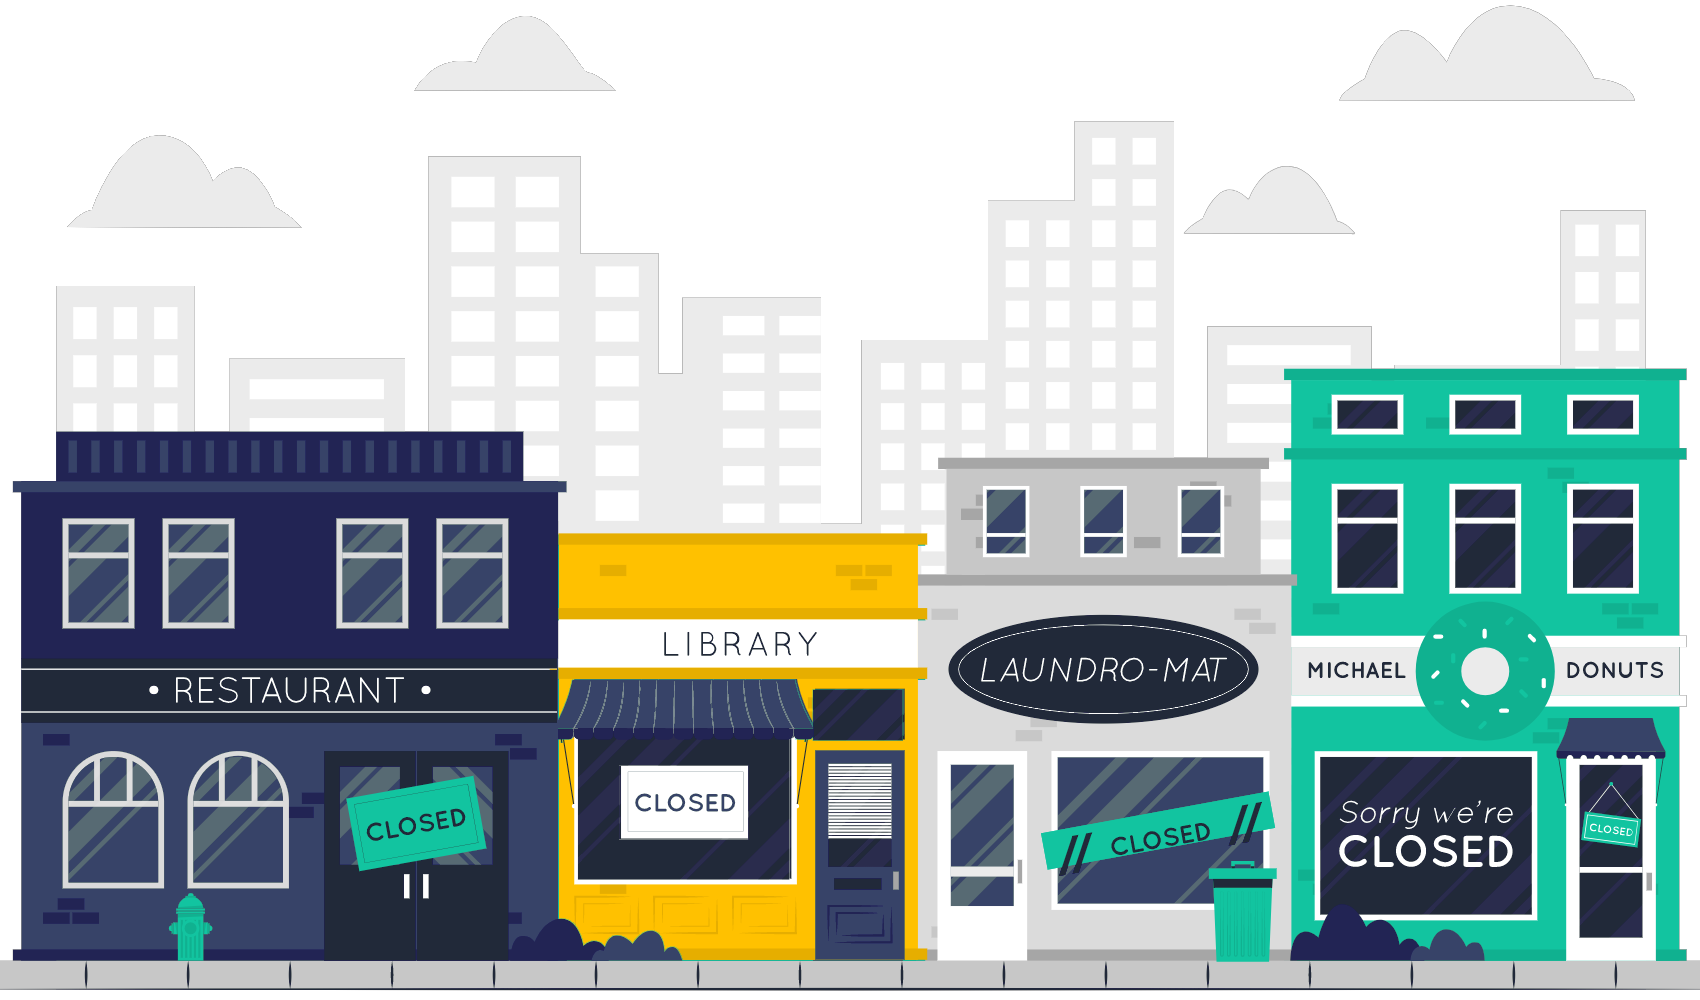 • RESTAURANT •
CLOSED
LIBRARY
CLOSED
LAUNDRO-MAT
CLOSED
MICHAEL DONUTS
Sorry we're
CLOSED
CLOSED